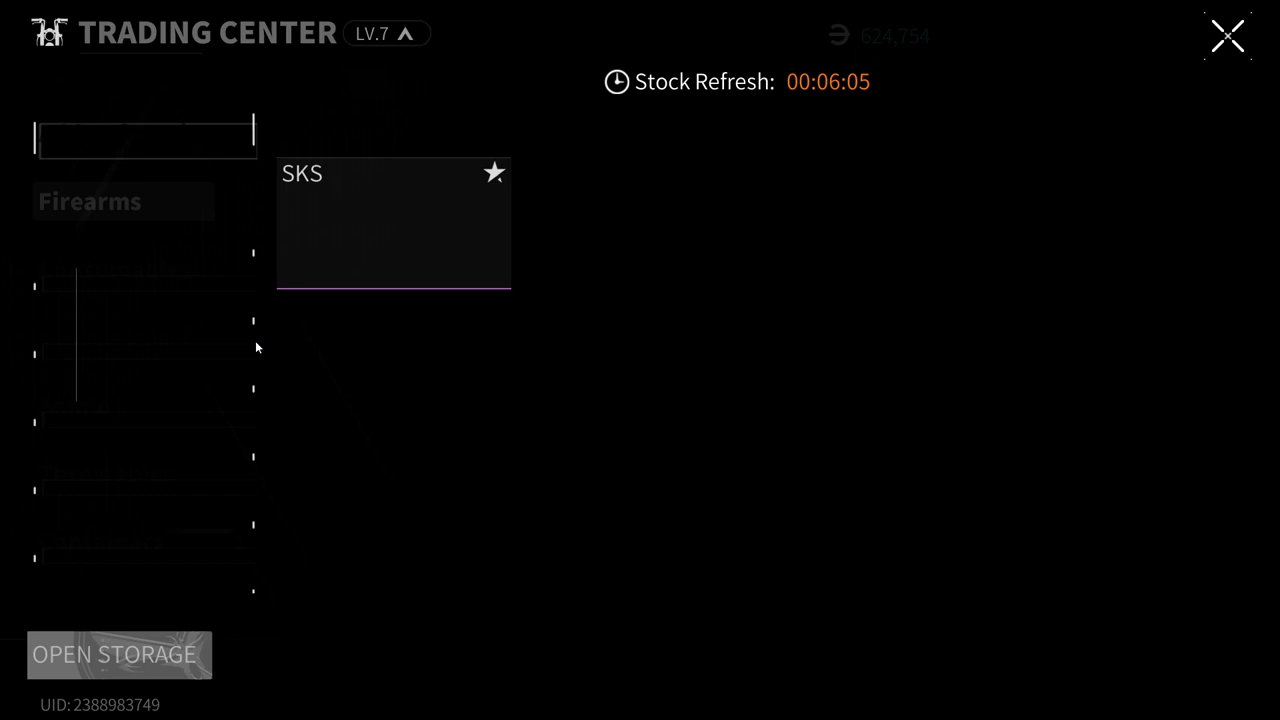 TRADING CENTER LV.7
624,754
Stock Refresh: 00:06:05
SKS
Firearms
OPEN STORAGE
UID:2388983749